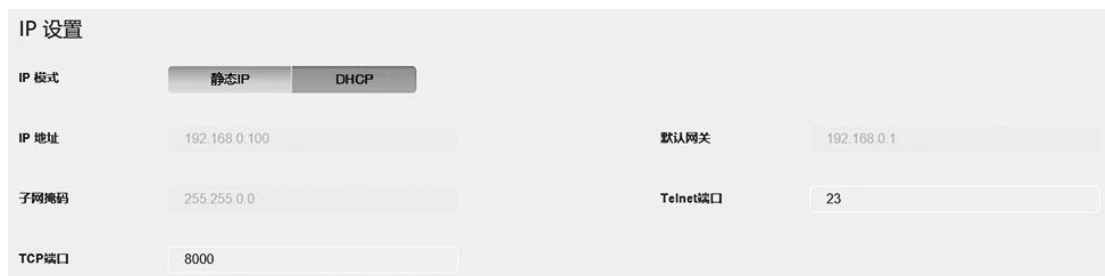 IP 设置
IP 模式 静态IP DHCP
IP 地址 192.168.0.100 默认网关 192.168.0.1
子网掩码 255.255.0.0 Telnet端口 23
TCP端口 8000